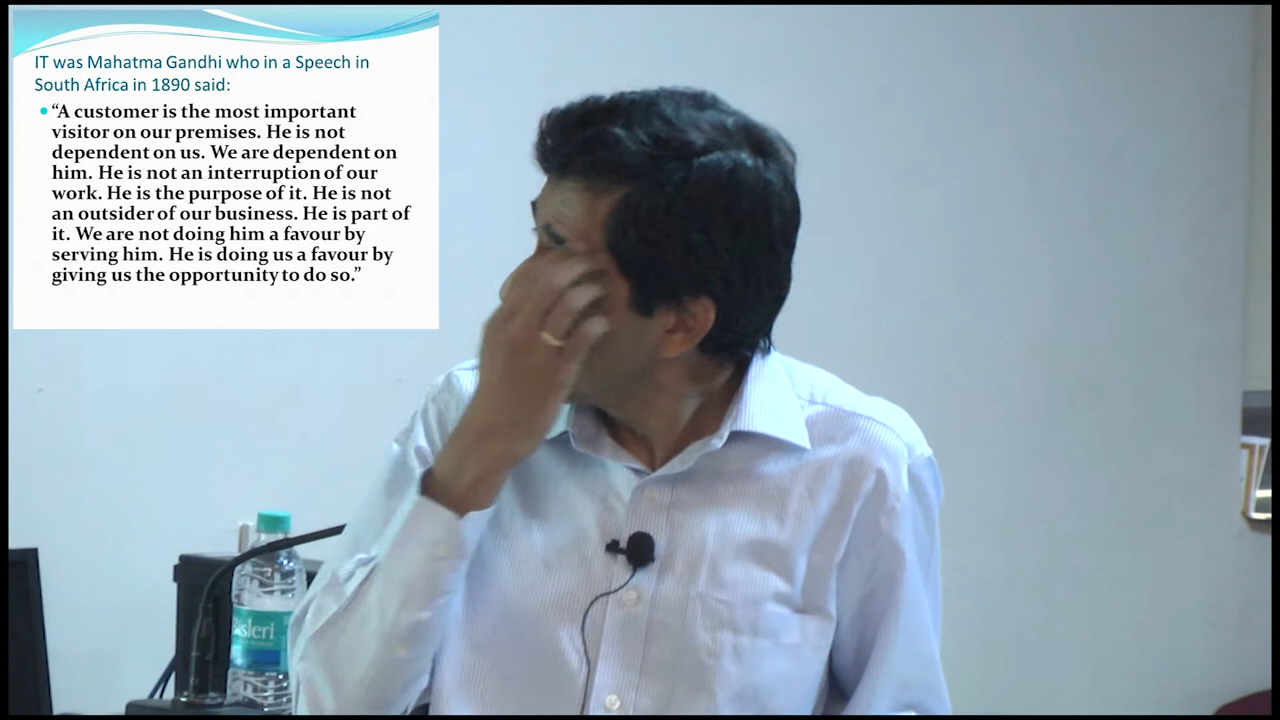 IT was Mahatma Gandhi who in a Speech in
South Africa in 1890 said:
“A customer is the most important
visitor on our premises. He is not
dependent on us. We are dependent on
him. He is not an interruption of our
work. He is the purpose of it. He is not
an outsider of our business. He is part of
it. We are not doing him a favour by
serving him. He is doing us a favour by
giving us the opportunity to do so.”
Bisleri